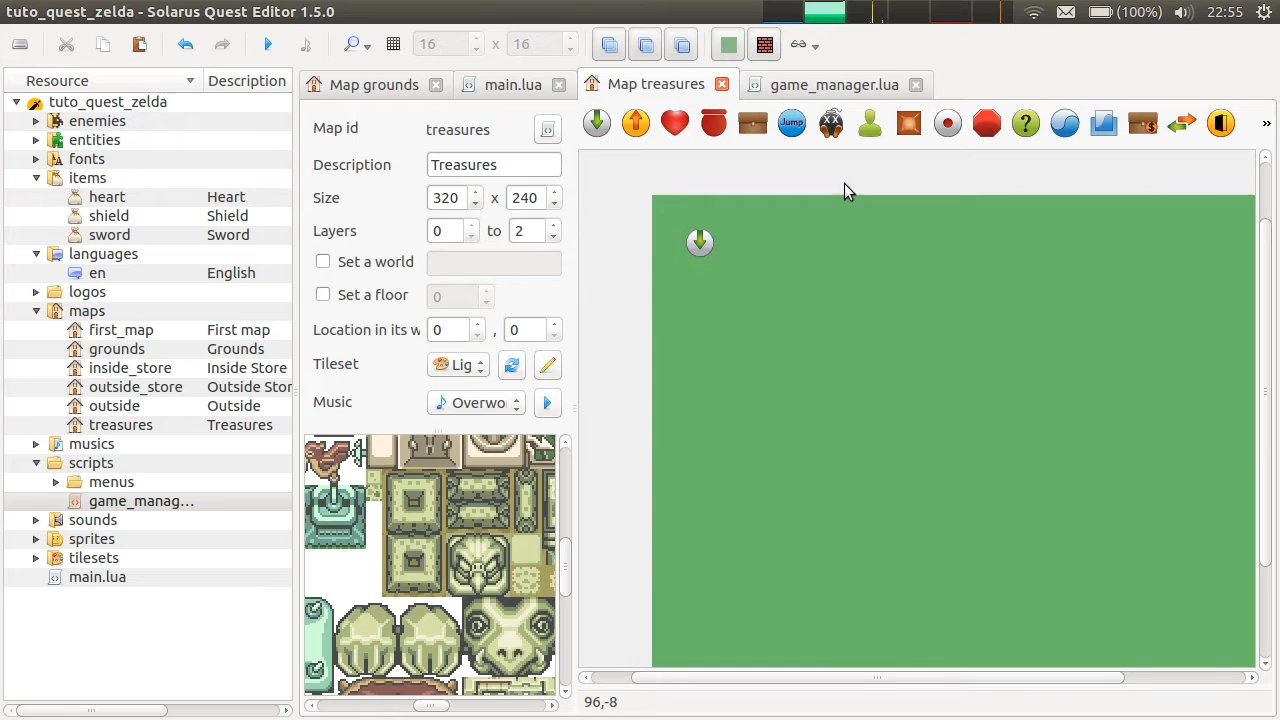 tuto_quest_zelda - Solarus Quest Editor 1.5.0
(100%)
22:55
16 x 16
Resource
Description
tuto_quest_zelda
enemies
entities
fonts
items
heart Heart
shield Shield
sword Sword
languages
en English
logos
maps
first_map First map
grounds Grounds
inside_store Inside Store
outside_store Outside Stor
outside Outside
treasures Treasures
musics
scripts
menus
game_manag...
sounds
sprites
tilesets
main.lua
Map grounds
main.lua
Map treasures
game_manager.lua
Map id treasures
Description Treasures
Size 320 x 240
Layers 0 to 2
Set a world
Set a floor 0
Location in its w 0 , 0
Tileset Lig
Music Overwo
Jump
»
96,-8